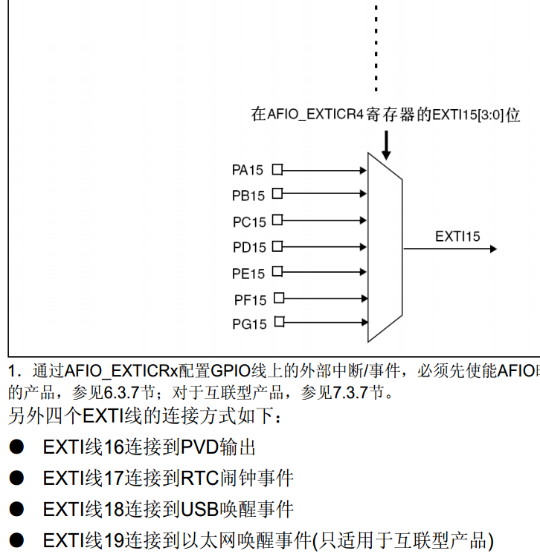 在AFIO_EXTICR4寄存器的EXTI15[3:0]位
PA15
PB15
PC15
PD15
PE15
PF15
PG15
EXTI15
1．通过AFIO_EXTICRx配置GPIO线上的外部中断/事件，必须先使能AFIO
的产品，参见6.3.7节；对于互联型产品，参见7.3.7节。
另外四个EXTI线的连接方式如下：
● EXTI线16连接到PVD输出
● EXTI线17连接到RTC闹钟事件
● EXTI线18连接到USB唤醒事件
● EXTI线19连接到以太网唤醒事件(只适用于互联型产品)